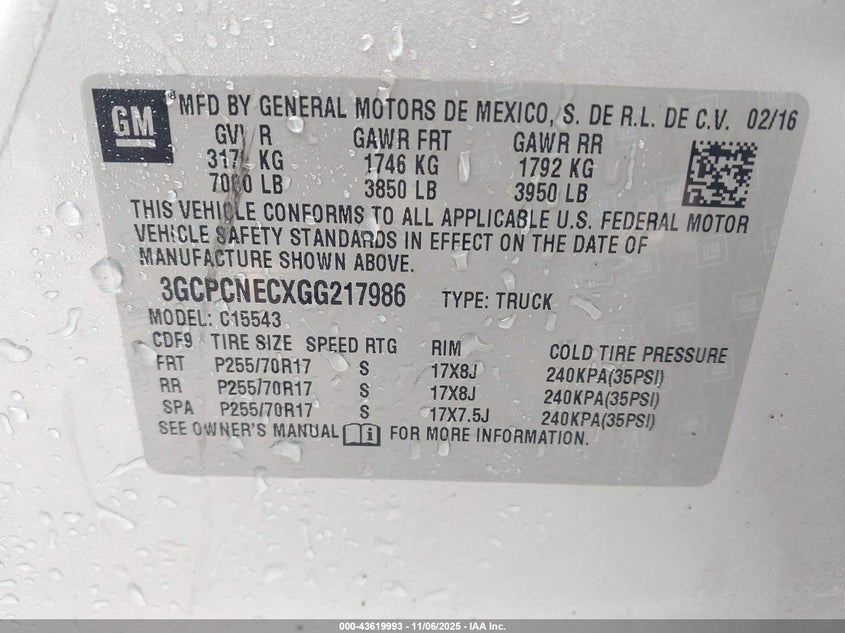 GM
® MFD BY GENERAL MOTORS DE MEXICO, S. DE R.L. DE C.V. 02/16
GAWR FRT GAWR RR
KG 1746 KG 1792 KG
LB 3850 LB 3950 LB
THIS VEHICLE CONFORMS TO ALL APPLICABLE U.S. FEDERAL MOTOR
VEHICLE SAFETY STANDARDS IN EFFECT ON THE DATE OF
MANUFACTURE SHOWN ABOVE.
3GCPCNECXGG217986 TYPE: TRUCK
MODEL: C15543
CDF9 TIRE SIZE SPEED RTG RIM COLD TIRE PRESSURE
FRT P255/70R17 S 17X8J 240KPA(35PSI)
RR P255/70R17 S 17X8J 240KPA(35PSI)
SPA P255/70R17 S 17X7.5J 240KPA(35PSI)
SEE OWNER'S MANUAL i FOR MORE INFORMATION.
000-43619993 - 11/06/2025 - IAA Inc.